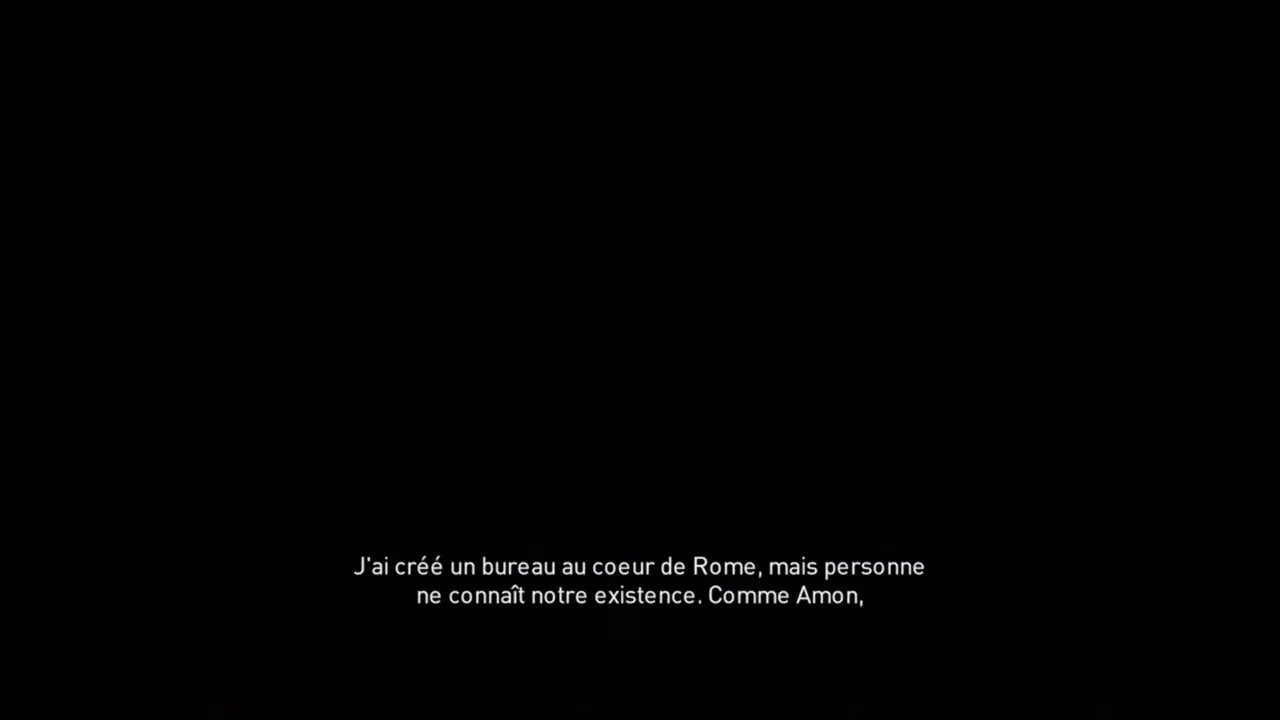 J'ai créé un bureau au coeur de Rome, mais personne
ne connaît notre existence. Comme Amon,